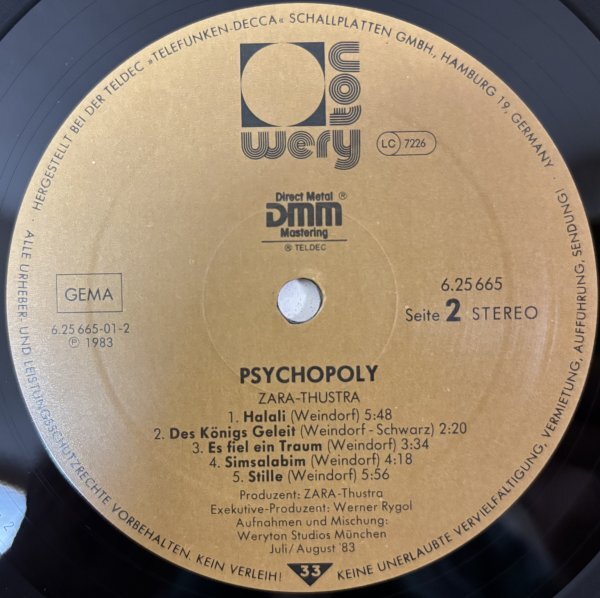 HERGESTELLT BEI DER TELDEC »TELEFUNKEN-DECCA« SCHALLPLATTEN GMBH., HAMBURG 19, GERMANY ·
wery
ton
LC 7226
Direct Metal ®
DMM
Mastering
® TELDEC
GEMA
6.25 665-01-2
Ⓟ 1983
6.25 665
Seite 2 STEREO
PSYCHOPOLY
ZARA-THUSTRA
1. Halali (Weindorf) 5:48
2. Des Königs Geleit (Weindorf - Schwarz) 2:20
3. Es fiel ein Traum (Weindorf) 3:34
4. Simsalabim (Weindorf) 4:18
5. Stille (Weindorf) 5:56
Produzent: ZARA-Thustra
Exekutive-Produzent: Werner Rygol
Aufnahmen und Mischung:
Weryton Studios München
Juli/August '83
· ALLE URHEBER- UND LEISTUNGSSCHUTZRECHTE VORBEHALTEN. KEIN VERLEIH! 33 KEINE UNERLAUBTE VERVIELFÄLTIGUNG, VERMIETUNG, AUFFÜHRUNG, SENDUNG!